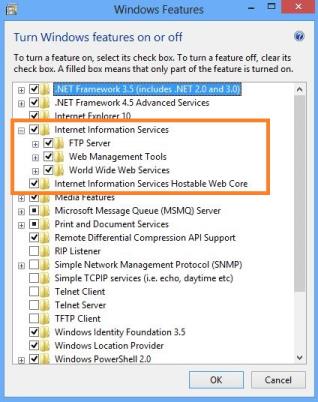 Windows Features
Turn Windows features on or off
To turn a feature on, select its check box. To turn a feature off, clear its
check box. A filled box means that only part of the feature is turned on.
.NET Framework 3.5 (includes .NET 2.0 and 3.0)
.NET Framework 4.5 Advanced Services
Internet Explorer 10
Internet Information Services
FTP Server
Web Management Tools
World Wide Web Services
Internet Information Services Hostable Web Core
Media Features
Microsoft Message Queue (MSMQ) Server
Print and Document Services
Remote Differential Compression API Support
RIP Listener
Simple Network Management Protocol (SNMP)
Simple TCPIP services (i.e. echo, daytime etc)
Telnet Client
Telnet Server
TFTP Client
Windows Identity Foundation 3.5
Windows Location Provider
Windows PowerShell 2.0
OK
Cancel